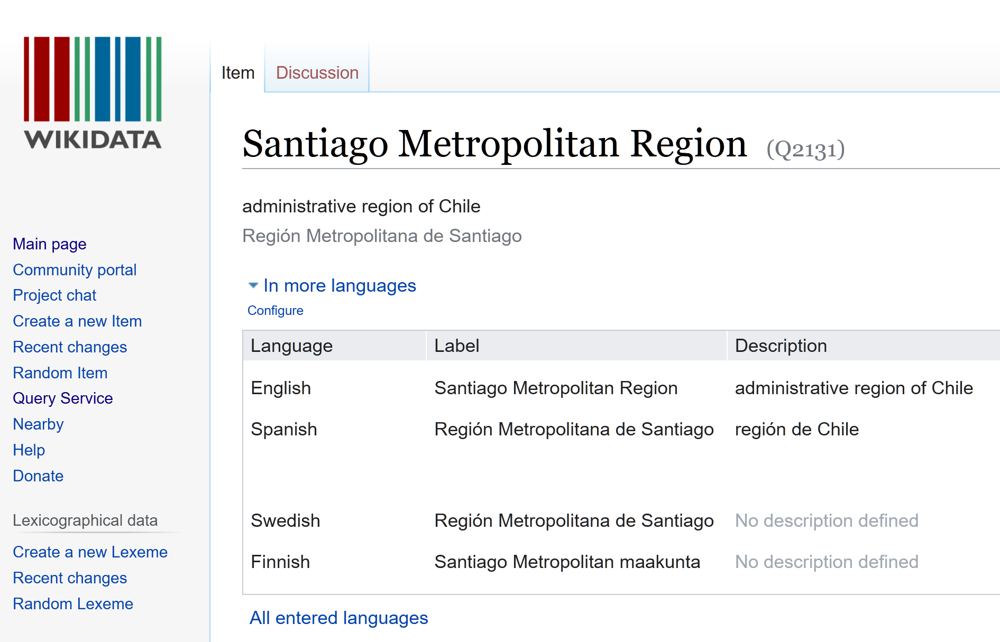 WIKIDATA
Main page
Community portal
Project chat
Create a new Item
Recent changes
Random Item
Query Service
Nearby
Help
Donate
Lexicographical data
Create a new Lexeme
Recent changes
Random Lexeme
Item Discussion
Santiago Metropolitan Region (Q2131)
administrative region of Chile
Región Metropolitana de Santiago
In more languages
Configure
Language Label Description
English Santiago Metropolitan Region administrative region of Chile
Spanish Región Metropolitana de Santiago región de Chile
Swedish Región Metropolitana de Santiago No description defined
Finnish Santiago Metropolitan maakunta No description defined
All entered languages